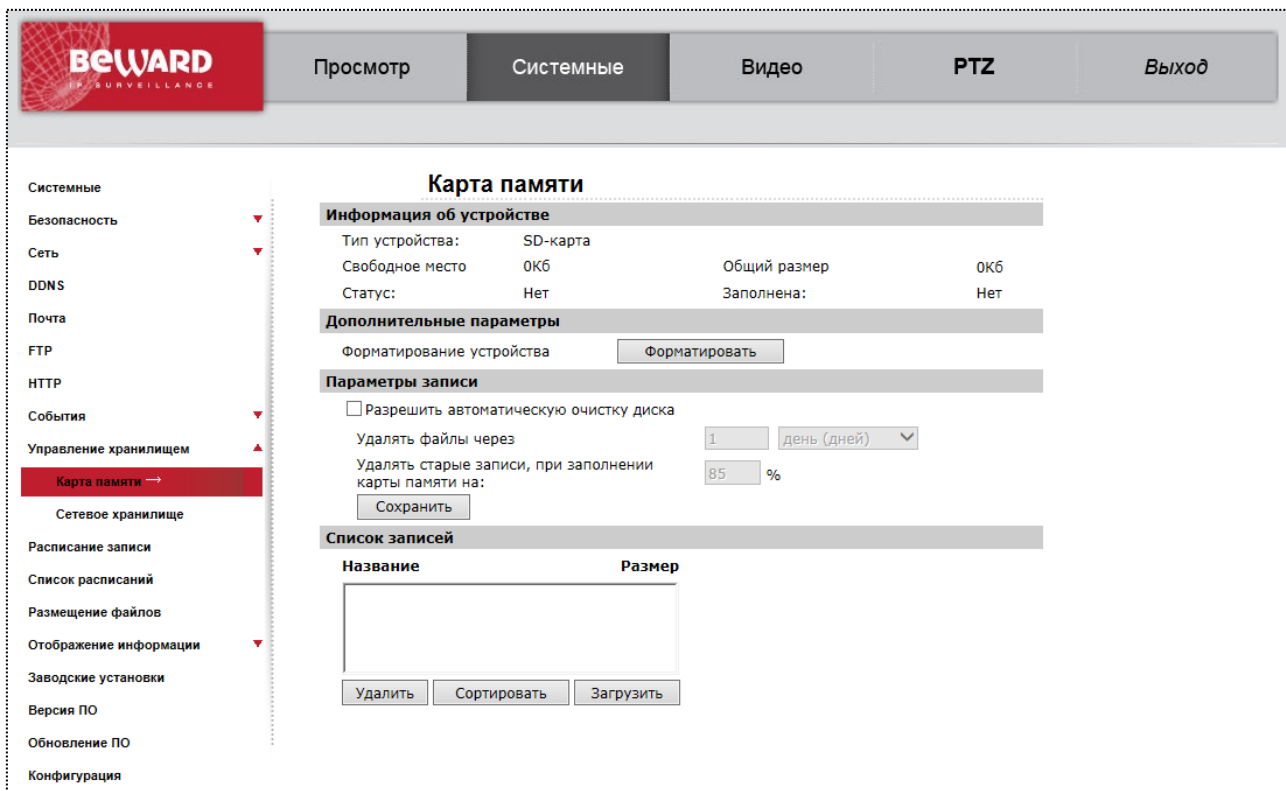 BEWARD
IP SURVEILLANCE
Просмотр Системные Видео PTZ Выход
Системные
Безопасность
Сеть
DDNS
Почта
FTP
HTTP
События
Управление хранилищем
Карта памяти →
Сетевое хранилище
Расписание записи
Список расписаний
Размещение файлов
Отображение информации
Заводские установки
Версия ПО
Обновление ПО
Конфигурация
Карта памяти
Информация об устройстве
Тип устройства: SD-карта
Свободное место 0Кб Общий размер 0Кб
Статус: Нет Заполнена: Нет
Дополнительные параметры
Форматирование устройства Форматировать
Параметры записи
Разрешить автоматическую очистку диска
Удалять файлы через 1 день (дней)
Удалять старые записи, при заполнении
карты памяти на: 85 %
Сохранить
Список записей
Название Размер
Удалить Сортировать Загрузить